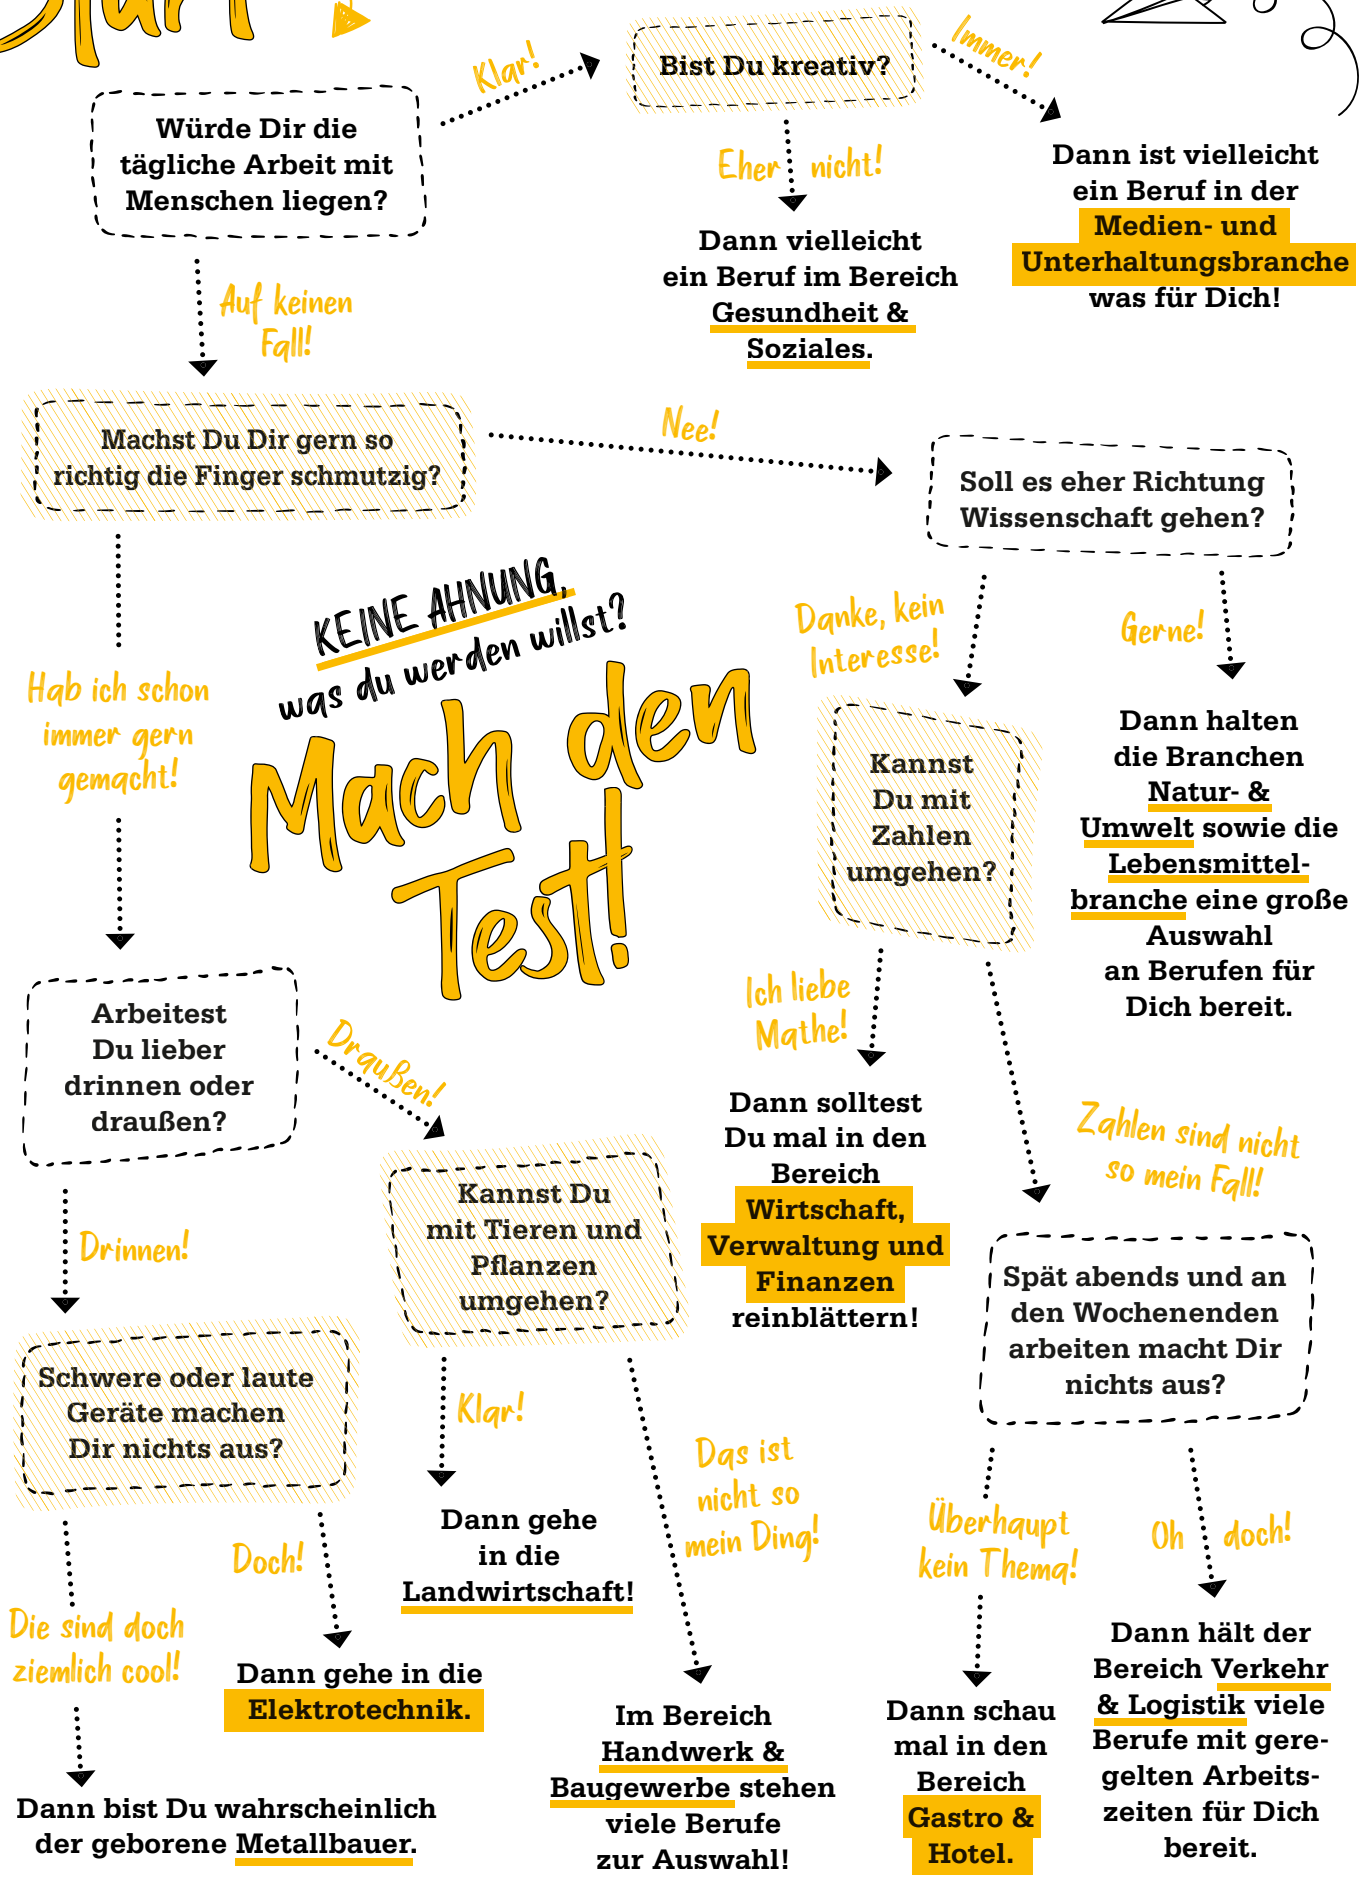 Start
Klar!
Bist Du kreativ?
Immer!
Würde Dir die
tägliche Arbeit mit
Menschen liegen?
Eher nicht!
Dann ist vielleicht
ein Beruf in der
Medien- und
Unterhaltungsbranche
was für Dich!
Dann vielleicht
ein Beruf im Bereich
Gesundheit &
Soziales.
Auf keinen
Fall!
Machst Du Dir gern so
richtig die Finger schmutzig?
Nee!
Soll es eher Richtung
Wissenschaft gehen?
KEINE AHNUNG,
was du werden willst?
Mach den
Test!
Hab ich schon
immer gern
gemacht!
Danke, kein
Interesse!
Gerne!
Kannst
Du mit
Zahlen
umgehen?
Dann halten
die Branchen
Natur- &
Umwelt sowie die
Lebensmittel-
branche eine große
Auswahl
an Berufen für
Dich bereit.
Arbeitest
Du lieber
drinnen oder
draußen?
Draußen!
Ich liebe
Mathe!
Dann solltest
Du mal in den
Bereich
Wirtschaft,
Verwaltung und
Finanzen
reinblättern!
Zahlen sind nicht
so mein Fall!
Drinnen!
Kannst Du
mit Tieren und
Pflanzen
umgehen?
Spät abends und an
den Wochenenden
arbeiten macht Dir
nichts aus?
Schwere oder laute
Geräte machen
Dir nichts aus?
Klar!
Das ist
nicht so
mein Ding!
Dann gehe
in die
Landwirtschaft!
Überhaupt
kein Thema!
Oh doch!
Doch!
Die sind doch
ziemlich cool!
Dann gehe in die
Elektrotechnik.
Dann bist Du wahrscheinlich
der geborene Metallbauer.
Im Bereich
Handwerk &
Baugewerbe stehen
viele Berufe
zur Auswahl!
Dann schau
mal in den
Bereich
Gastro &
Hotel.
Dann hält der
Bereich Verkehr
& Logistik viele
Berufe mit gere-
gelten Arbeits-
zeiten für Dich
bereit.